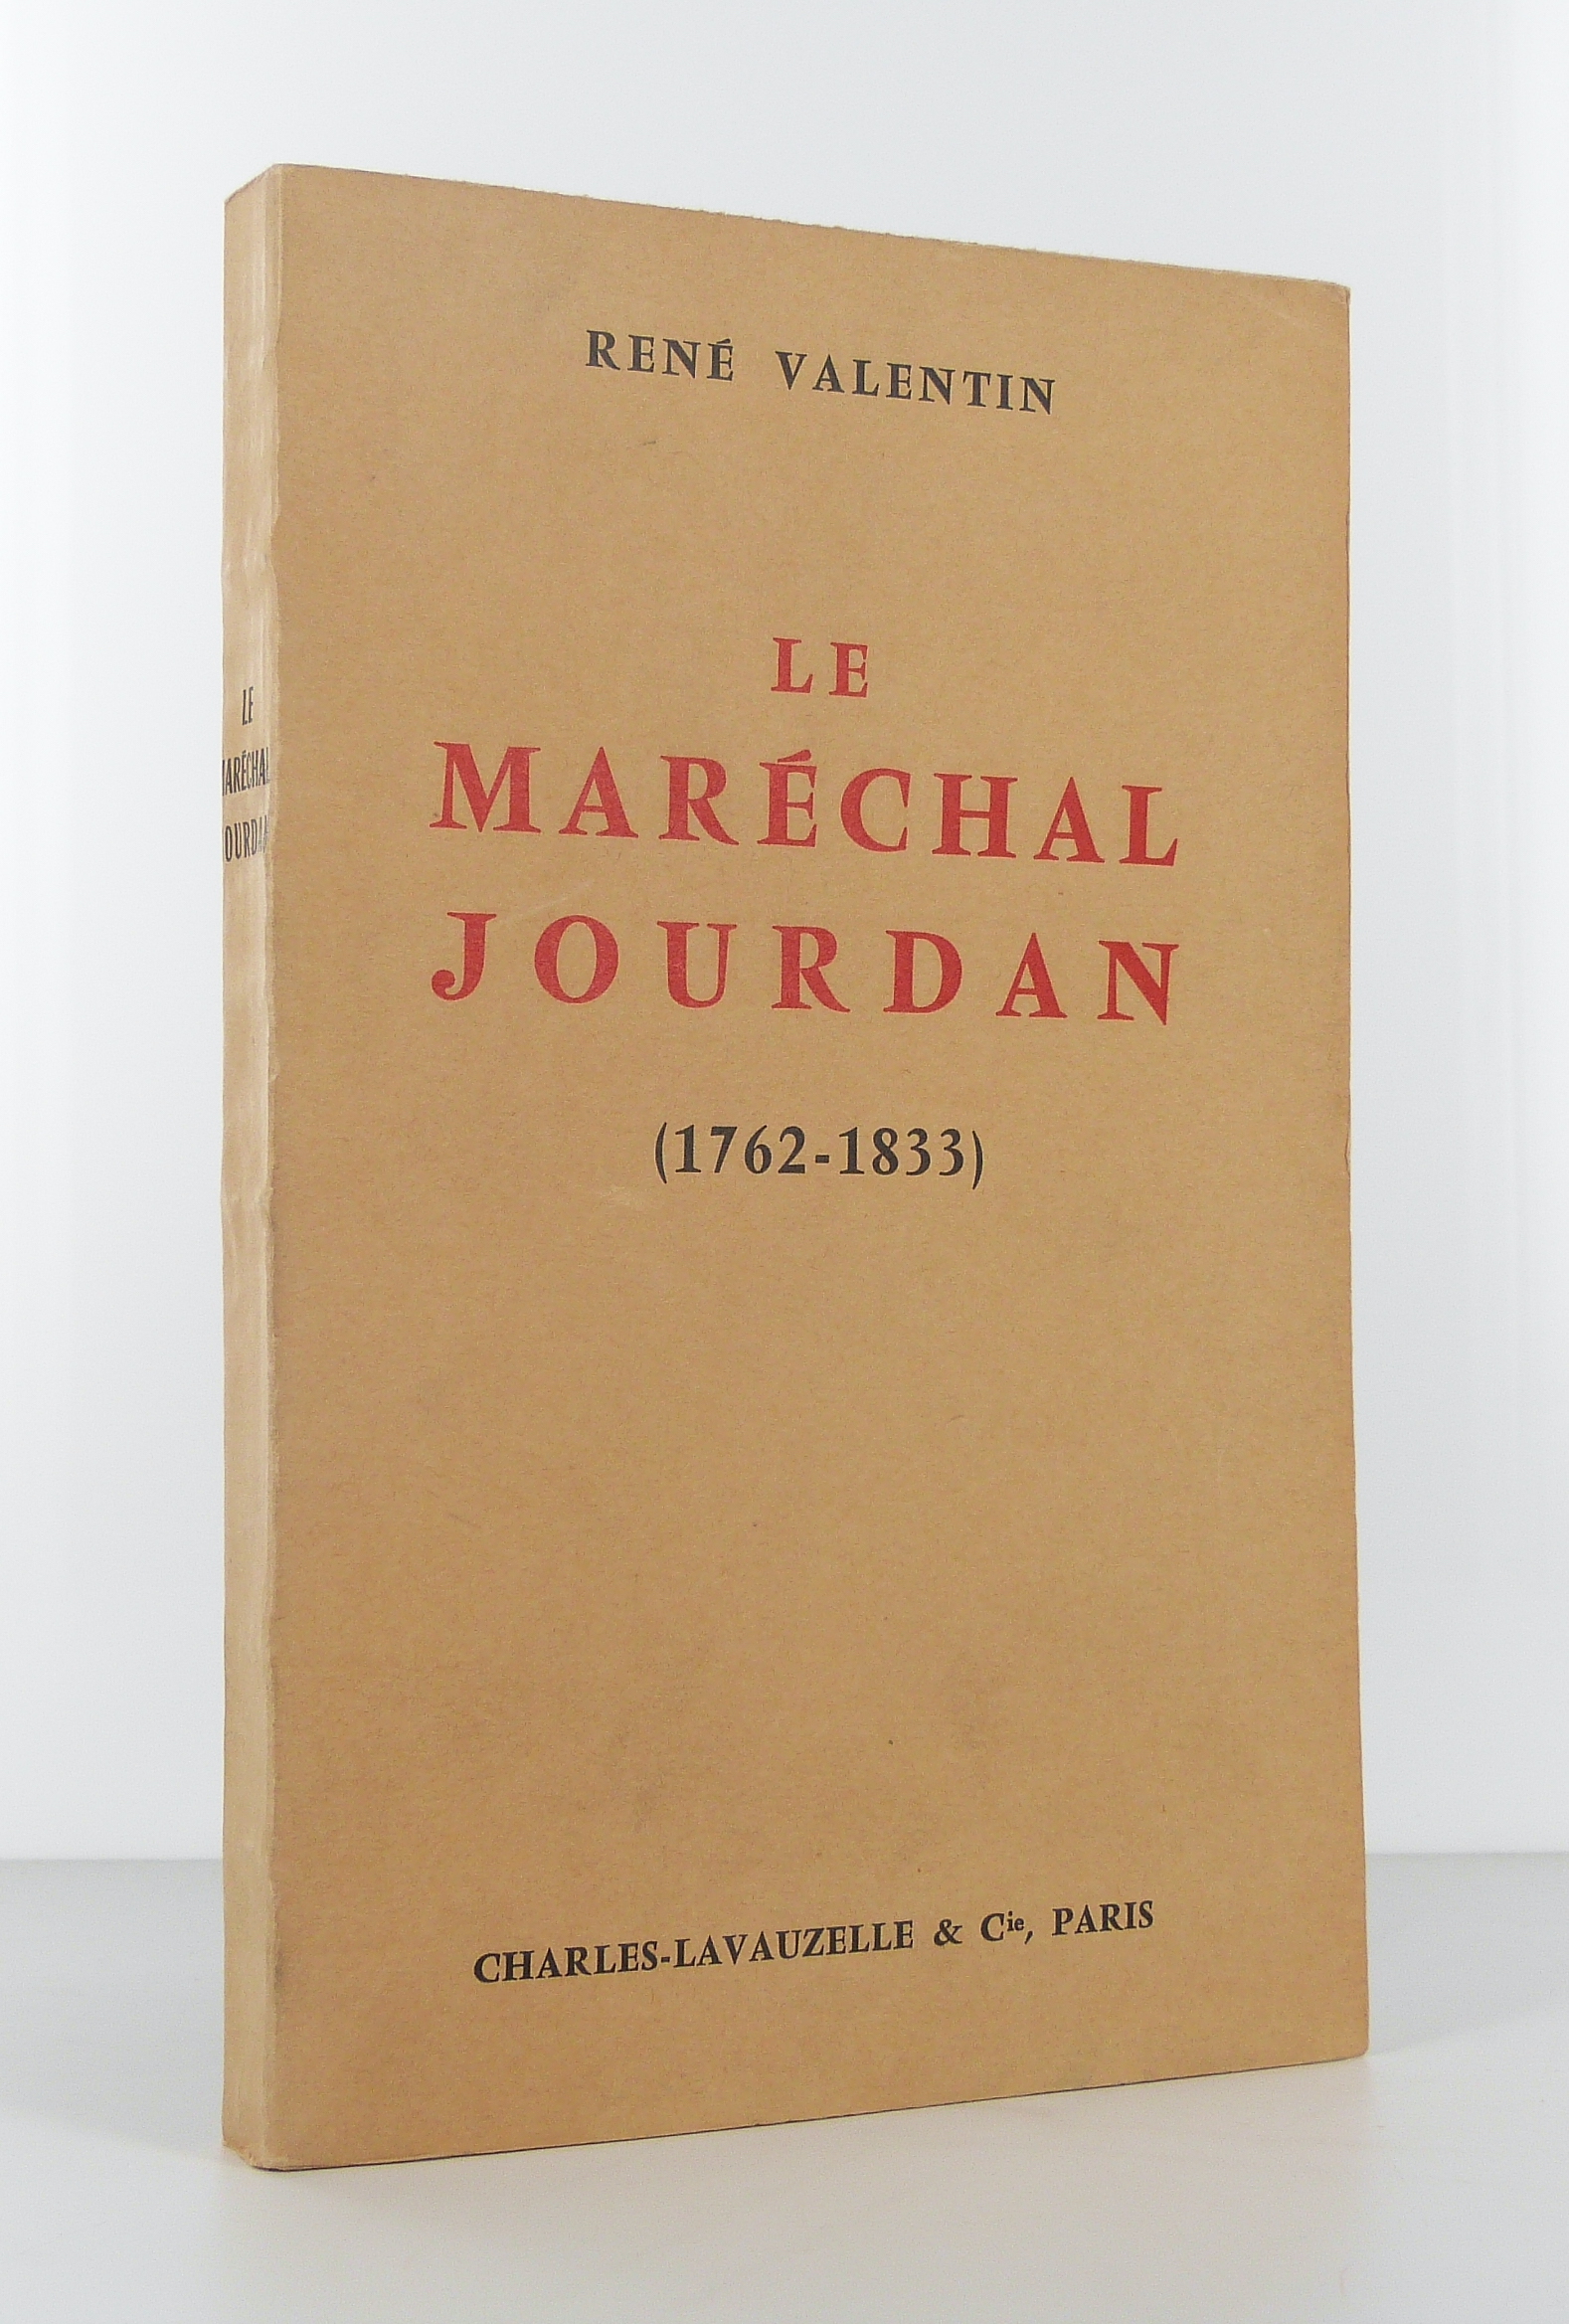 RENÉ VALENTIN
LE
MARÉCHAL
JOURDAN
(1762-1833)
CHARLES-LAVAUZELLE & Cie, PARIS
LE
MARÉCHAL
JOURDAN